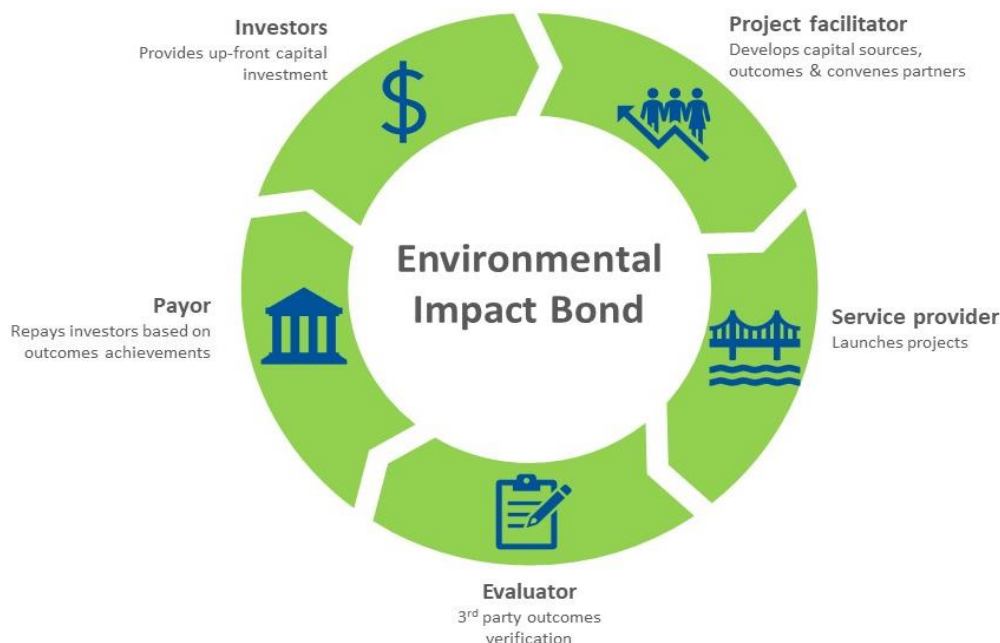 Investors
Provides up-front capital
investment
Project facilitator
Develops capital sources,
outcomes & convenes partners
Environmental
Impact Bond
Payor
Repays investors based on
outcomes achievements
Service provider
Launches projects
Evaluator
3rd party outcomes
verification